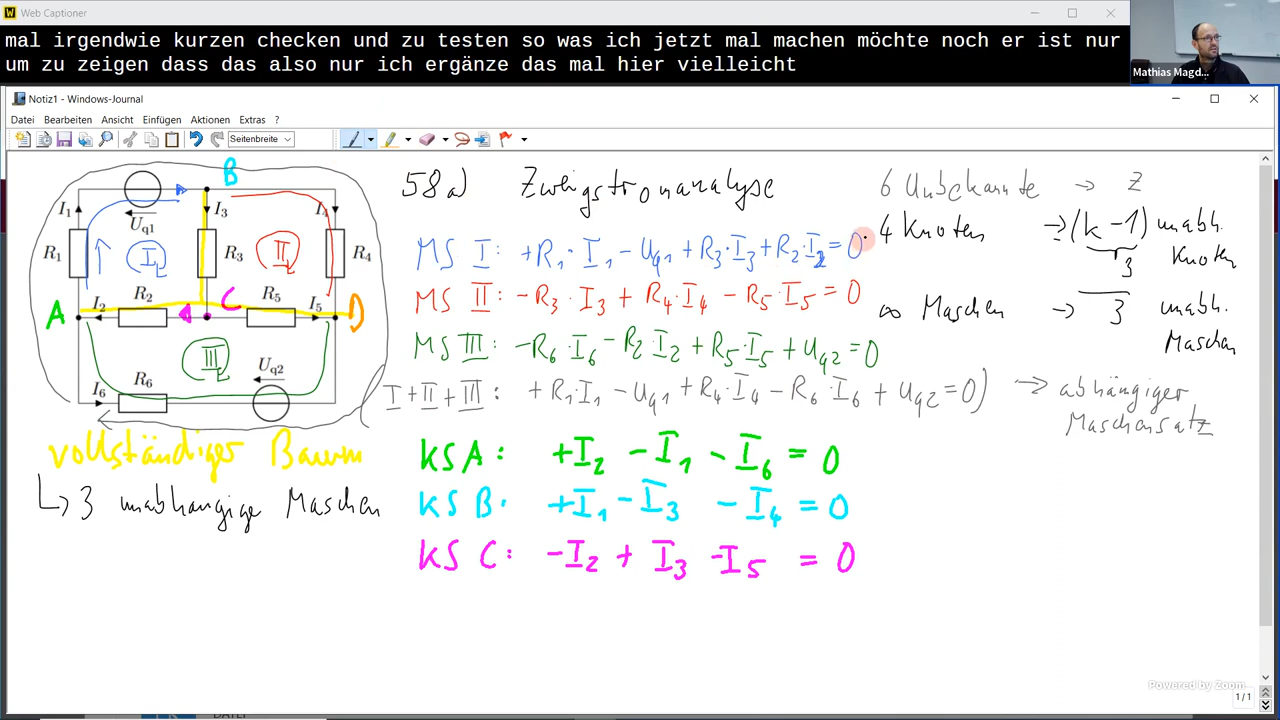 Web Captioner
mal irgendwie kurzen checken und zu testen so was ich jetzt mal machen möchte noch er ist nur
um zu zeigen dass das also nur ich ergänze das mal hier vielleicht
Mathias Magd...
Notiz1 - Windows-Journal
Datei Bearbeiten Ansicht Einfügen Aktionen Extras ?
Seitenbreite
58a) Zweigstromanalyse
6 Unbekannte → z
4 Knoten → (k-1) unabh. Knoten
3
∞ Maschen → 3 unabh. Maschen
MS I: +R1·I1 - Uq1 + R3·I3 + R2·I2 = 0
MS II: -R3·I3 + R4·I4 - R5·I5 = 0
MS III: -R6·I6 - R2 I2 + R5·I5 + Uq2 = 0
I+II+III: +R1·I1 - Uq1 + R4·I4 - R6·I6 + Uq2 = 0) → abhängiger Maschensatz
KS A: +I2 - I1 - I6 = 0
KS B: +I1 - I3 - I4 = 0
KS C: -I2 + I3 - I5 = 0
B
I1 Uq1 I3 I4
R1 I R3 II R4
A I2 R2 C R5 I5 D
III
I6 R6 Uq2
vollständiger Baum
↳ 3 unabhängige Maschen
Powered by Zoom
1/1